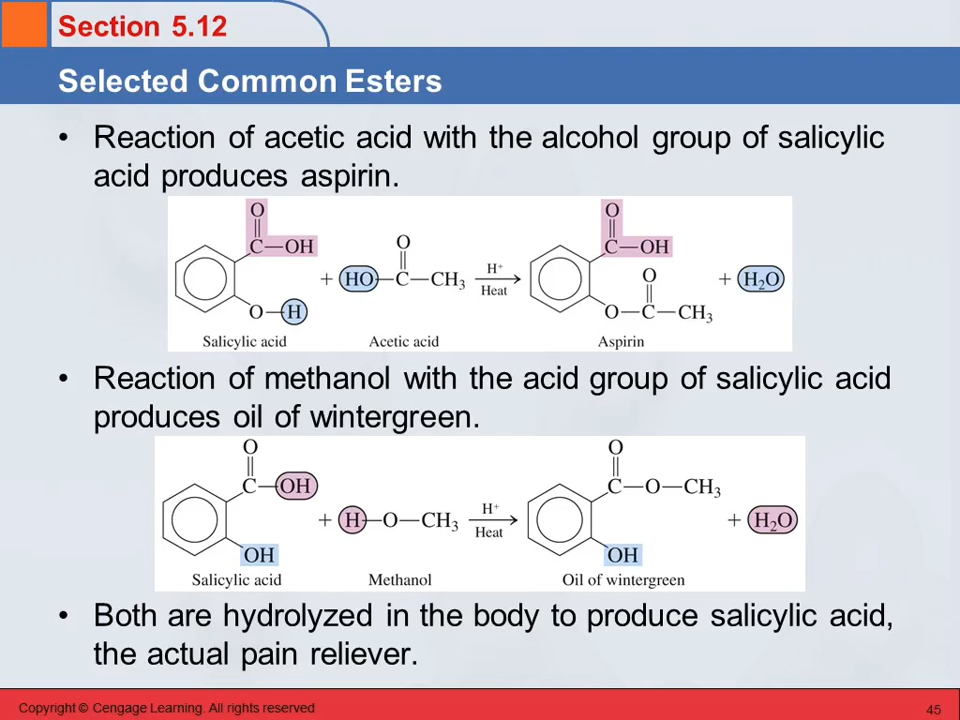 Section 5.12
Selected Common Esters
• Reaction of acetic acid with the alcohol group of salicylic
acid produces aspirin.
O O
C—OH O C—OH
+ HO—C—CH₃ H⁺ Heat O + H₂O
O—H O—C—CH₃
Salicylic acid Acetic acid Aspirin
• Reaction of methanol with the acid group of salicylic acid
produces oil of wintergreen.
O O
C—OH C—O—CH₃
+ H—O—CH₃ H⁺ Heat + H₂O
OH OH
Salicylic acid Methanol Oil of wintergreen
• Both are hydrolyzed in the body to produce salicylic acid,
the actual pain reliever.
Copyright © Cengage Learning. All rights reserved 45